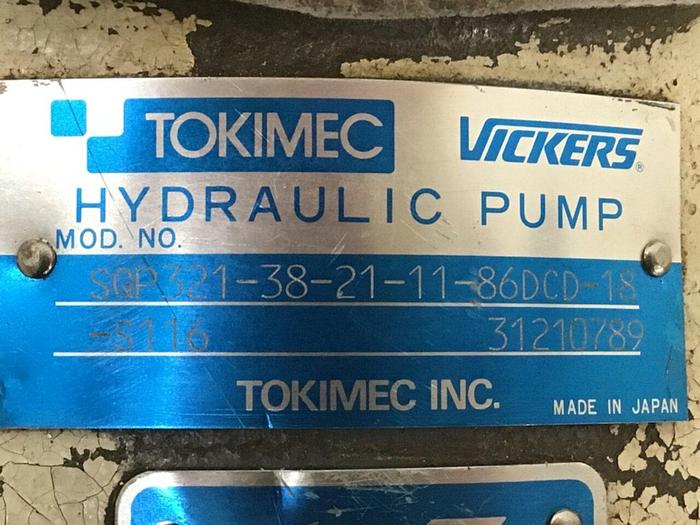 TOKIMEC VICKERS®
HYDRAULIC PUMP
MOD. NO.
SQP321-38-21-11-86DCD-18
-S116 31210789
TOKIMEC INC.
MADE IN JAPAN